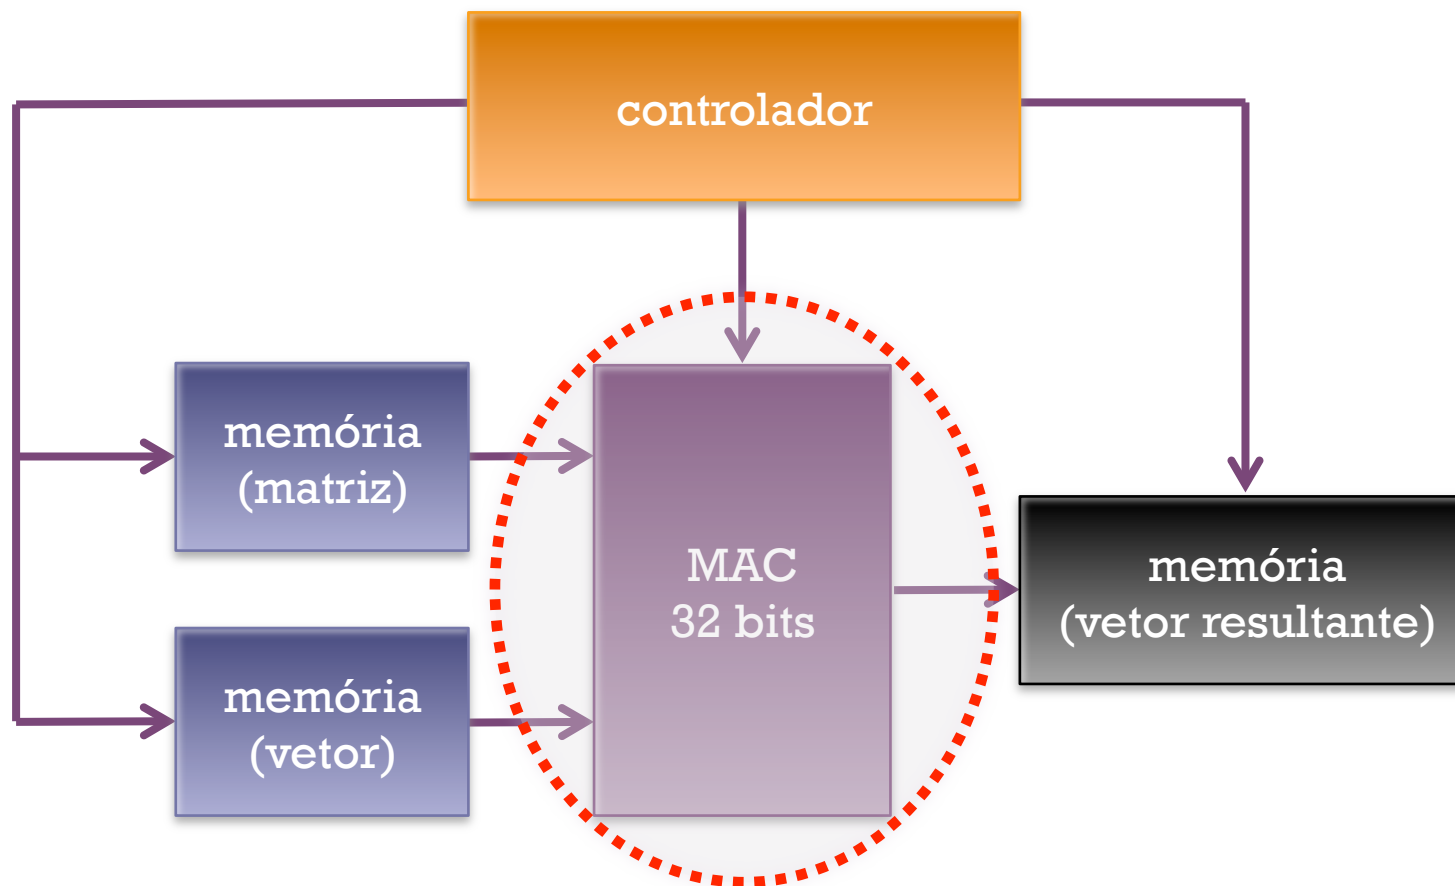 controlador
memória
(matriz)
MAC
32 bits
memória
(vetor resultante)
memória
(vetor)